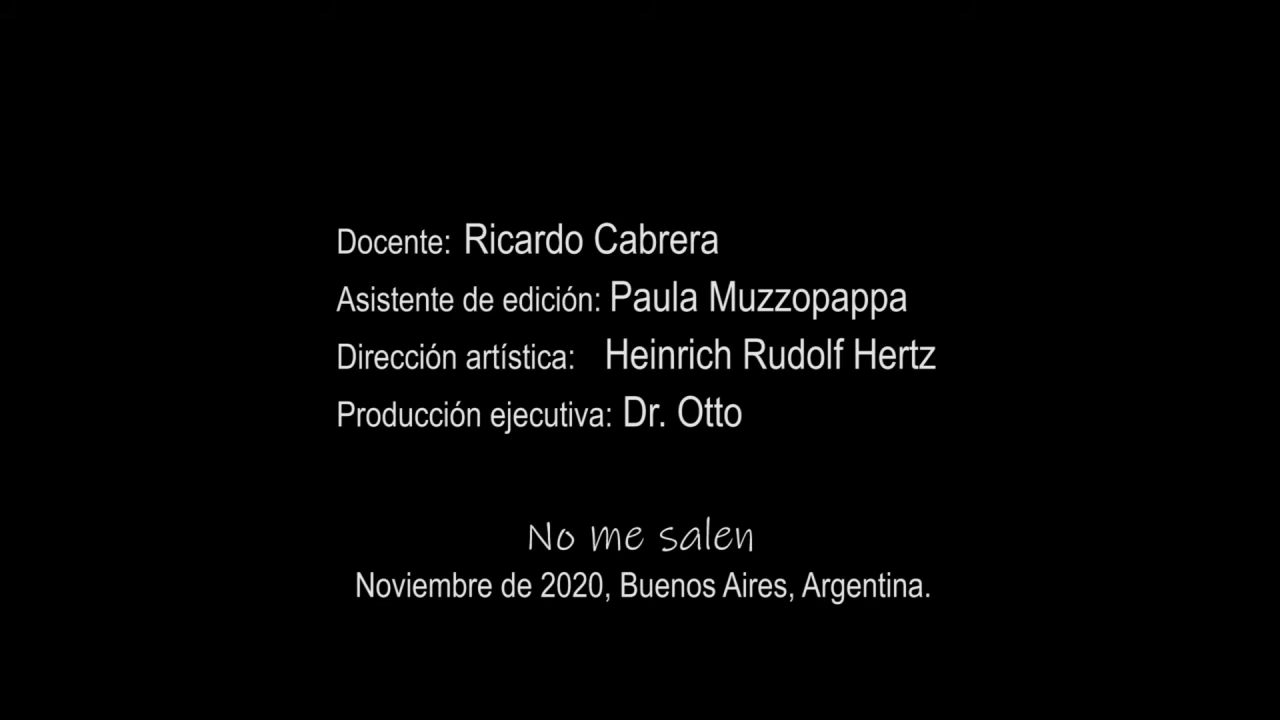 Docente: Ricardo Cabrera
Asistente de edición: Paula Muzzopappa
Dirección artística: Heinrich Rudolf Hertz
Producción ejecutiva: Dr. Otto
No me salen
Noviembre de 2020, Buenos Aires, Argentina.